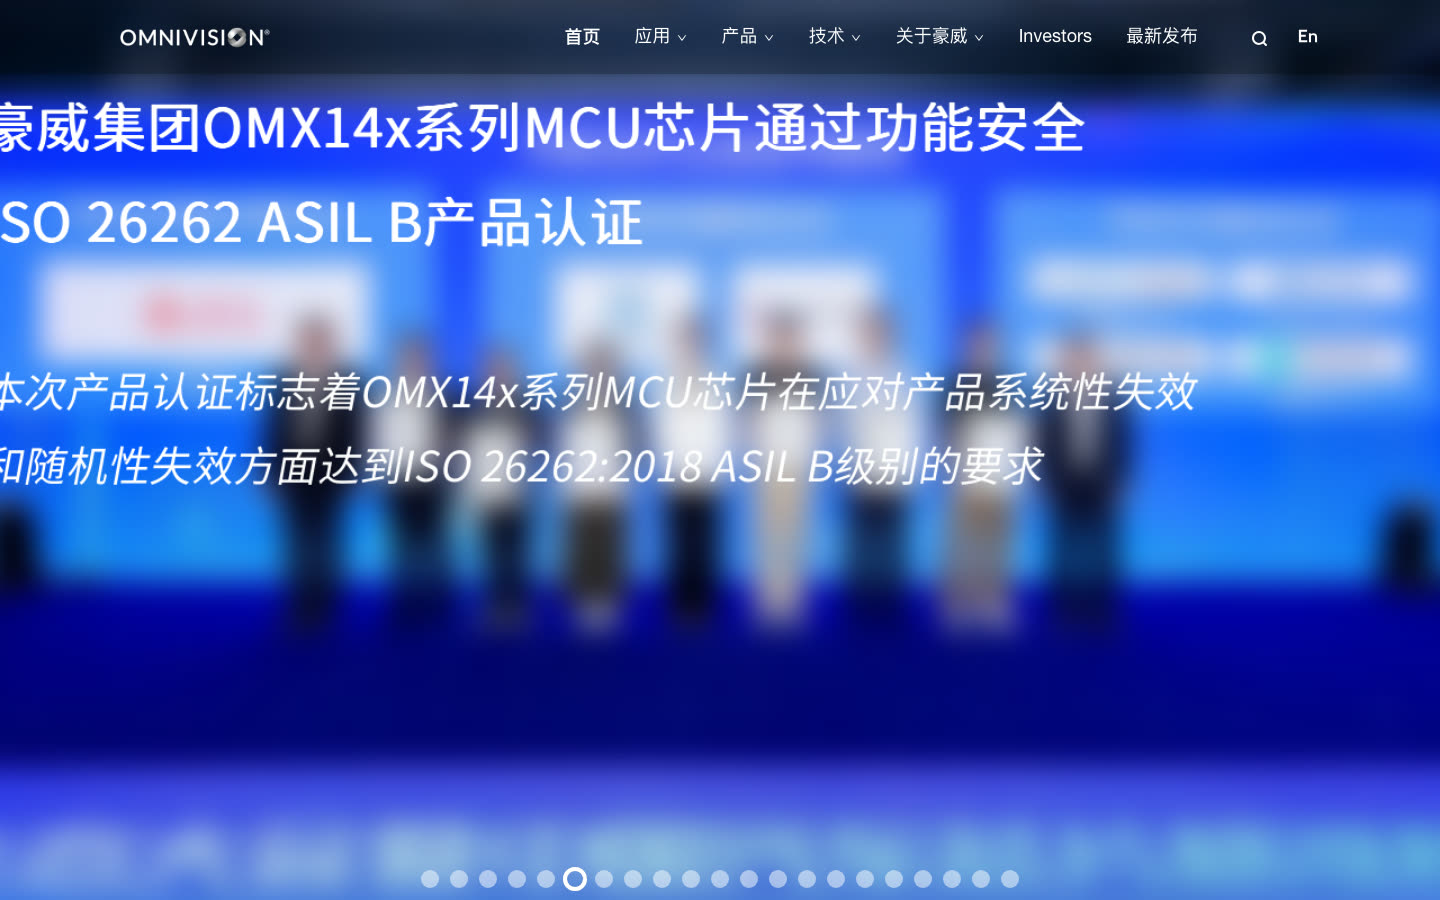 OMNIVISION®
首页 应用 产品 技术 关于豪威 Investors 最新发布 En
豪威集团OMX14x系列MCU芯片通过功能安全
ISO 26262 ASIL B产品认证
本次产品认证标志着OMX14x系列MCU芯片在应对产品系统性失效
和随机性失效方面达到ISO 26262:2018 ASIL B级别的要求